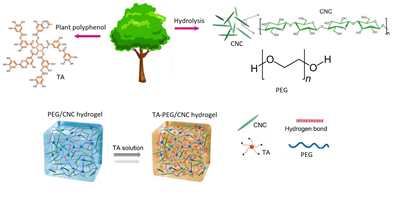 Plant polyphenol
Hydrolysis
CNC
TA
CNC
H O O H n
PEG
PEG/CNC hydrogel
TA-PEG/CNC hydrogel
TA solution
CNC
Hydrogen bond
TA
PEG